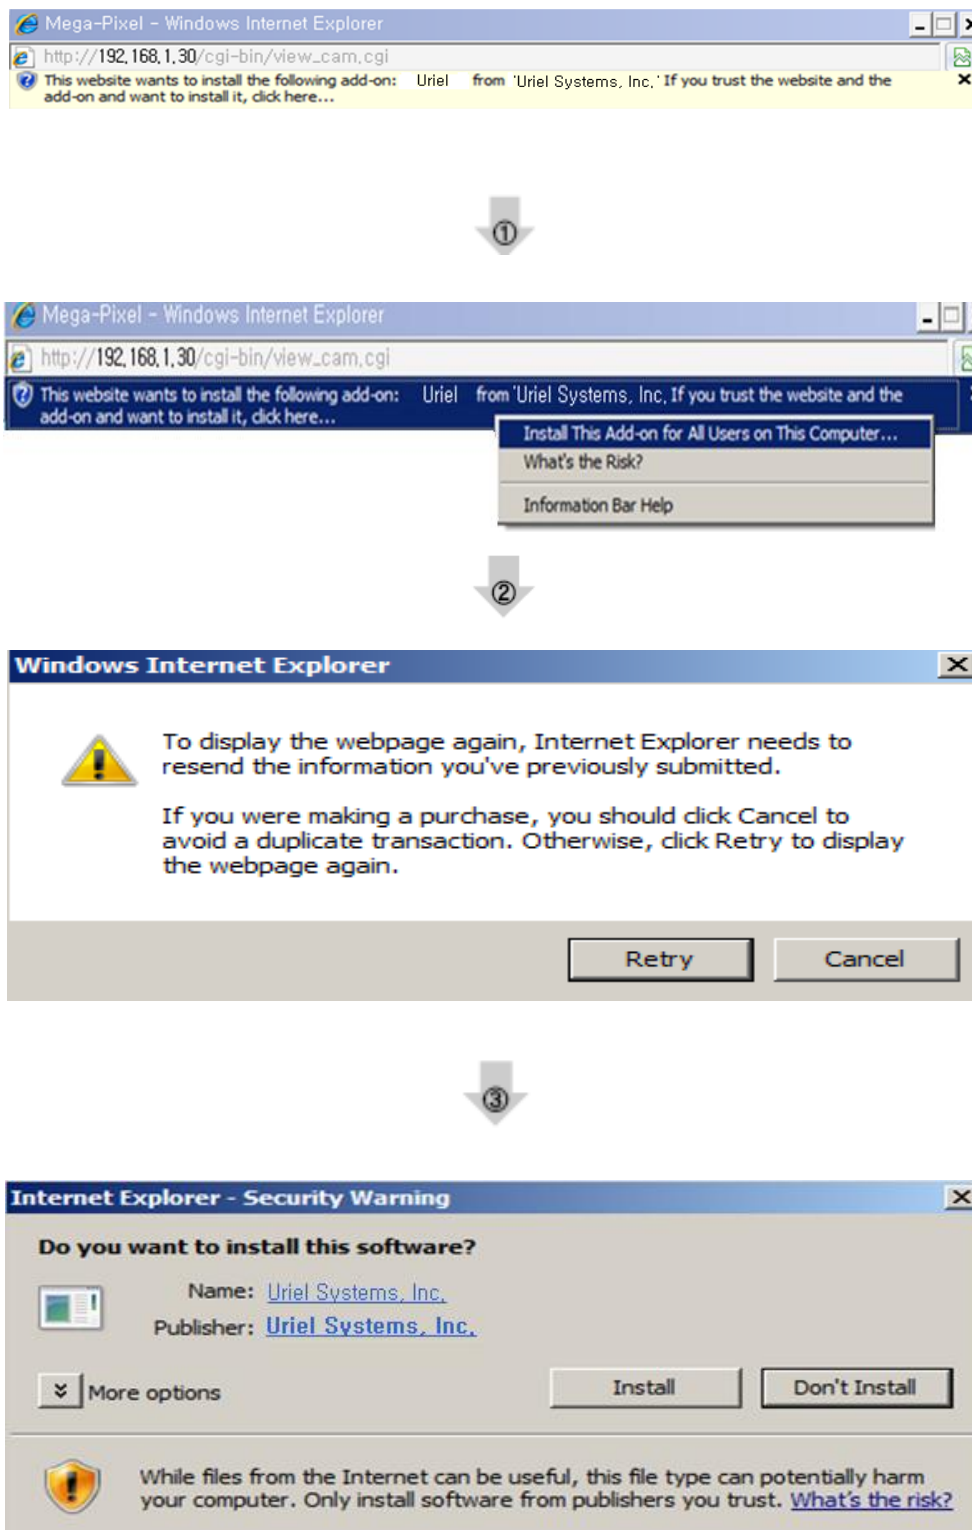 Mega-Pixel - Windows Internet Explorer
http://192.168.1.30/cgi-bin/view_cam.cgi
This website wants to install the following add-on: Uriel from 'Uriel Systems, Inc.' If you trust the website and the
add-on and want to install it, click here...
①
Mega-Pixel - Windows Internet Explorer
http://192.168.1.30/cgi-bin/view_cam.cgi
This website wants to install the following add-on: Uriel from 'Uriel Systems, Inc. If you trust the website and the
add-on and want to install it, click here...
Install This Add-on for All Users on This Computer...
What's the Risk?
Information Bar Help
②
Windows Internet Explorer
To display the webpage again, Internet Explorer needs to
resend the information you've previously submitted.
If you were making a purchase, you should click Cancel to
avoid a duplicate transaction. Otherwise, click Retry to display
the webpage again.
Retry Cancel
③
Internet Explorer - Security Warning
Do you want to install this software?
Name: Uriel Systems, Inc.
Publisher: Uriel Systems, Inc.
More options Install Don't Install
While files from the Internet can be useful, this file type can potentially harm
your computer. Only install software from publishers you trust. What's the risk?